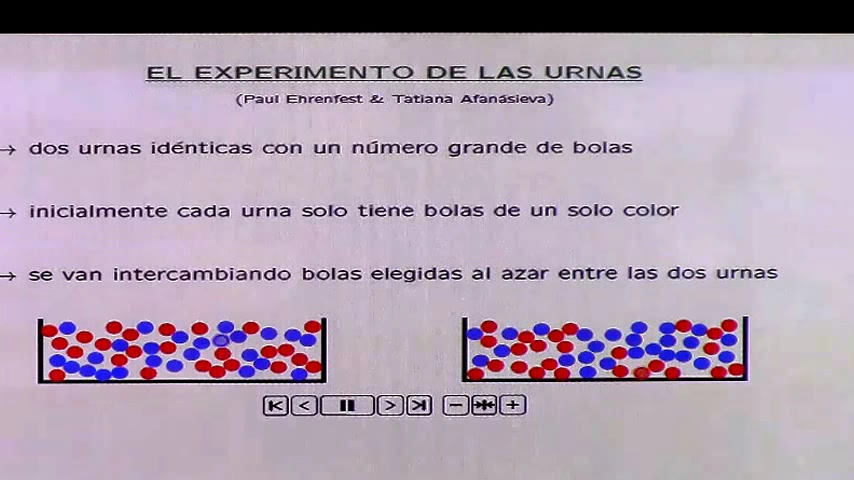 EL EXPERIMENTO DE LAS URNAS
(Paul Ehrenfest & Tatiana Afanásieva)
→ dos urnas idénticas con un número grande de bolas
→ inicialmente cada urna solo tiene bolas de un solo color
→ se van intercambiando bolas elegidas al azar entre las dos urnas